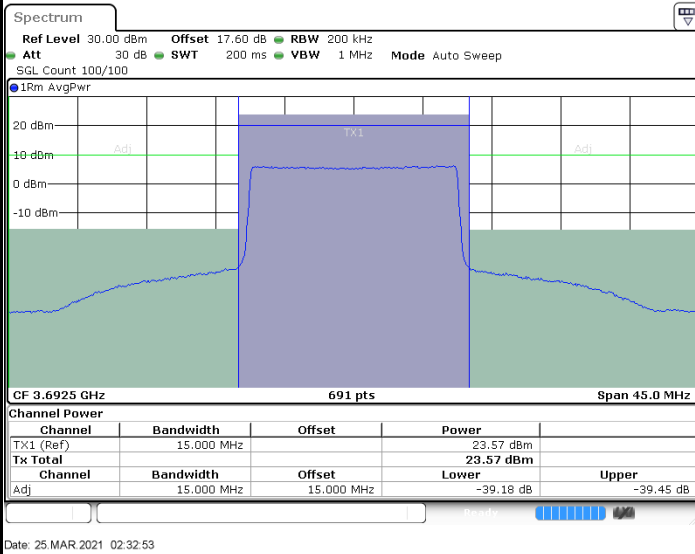 Spectrum
Ref Level 30.00 dBm Offset 17.60 dB RBW 200 kHz
Att 30 dB SWT 200 ms VBW 1 MHz Mode Auto Sweep
SGL Count 100/100
1Rm AvgPwr
20 dBm
TX1
Adj Adj
10 dBm
0 dBm
-10 dBm
CF 3.6925 GHz 691 pts Span 45.0 MHz
Channel Power
Channel Bandwidth Offset Power
TX1 (Ref) 15.000 MHz 23.57 dBm
Tx Total 23.57 dBm
Channel Bandwidth Offset Lower Upper
Adj 15.000 MHz 15.000 MHz -39.18 dB -39.45 dB
Ready
Date: 25.MAR.2021 02:32:53